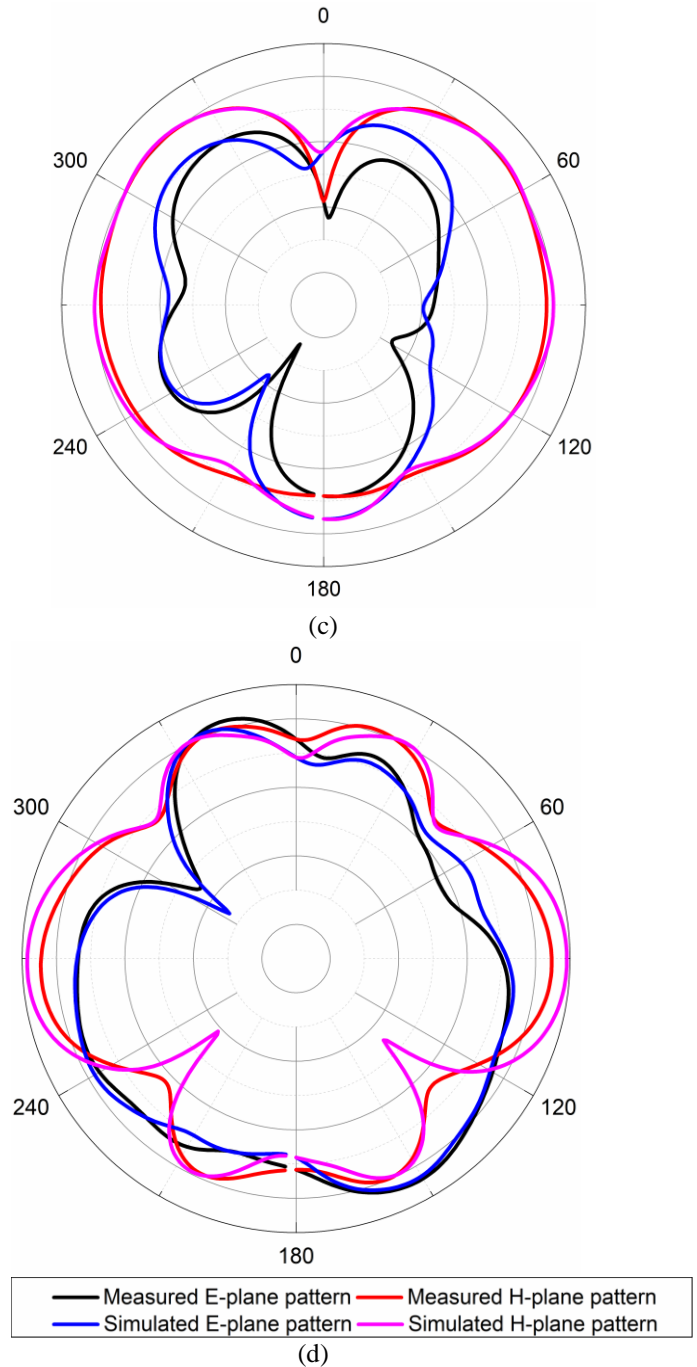 0
300 60
240 120
180
(c)
0
300 60
240 120
180
Measured E-plane pattern Measured H-plane pattern
Simulated E-plane pattern Simulated H-plane pattern
(d)